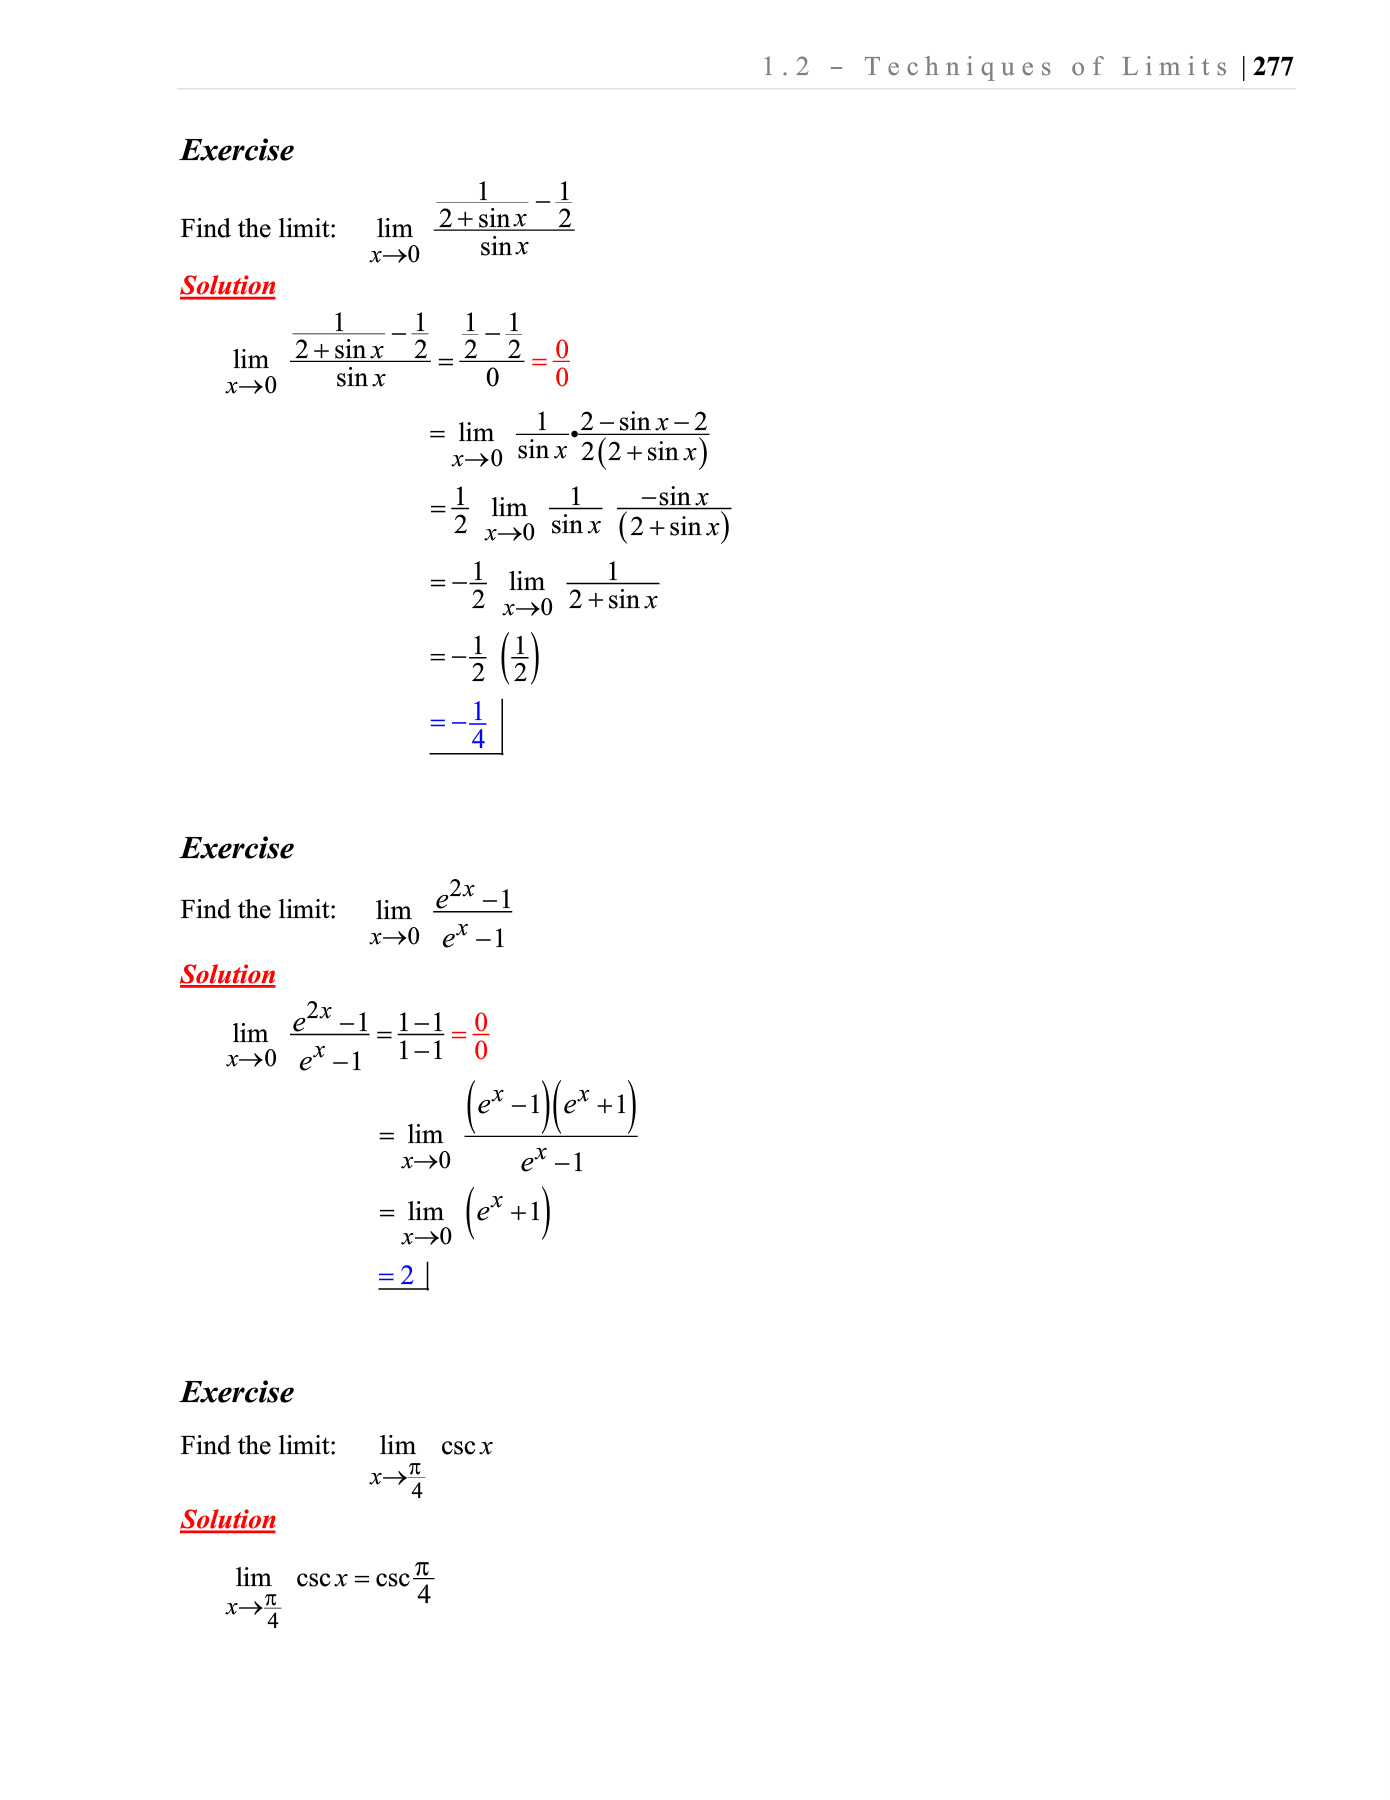 1.2 – Techniques of Limits | 277
Exercise
Find the limit: $\lim_{x\to 0} \frac{\frac{1}{2+\sin x}-\frac{1}{2}}{\sin x}$
Solution
$\lim_{x\to 0} \frac{\frac{1}{2+\sin x}-\frac{1}{2}}{\sin x} = \frac{\frac{1}{2}-\frac{1}{2}}{0} = \frac{0}{0}$
$= \lim_{x\to 0} \frac{1}{\sin x} \bullet \frac{2-\sin x-2}{2(2+\sin x)}$
$= \frac{1}{2} \lim_{x\to 0} \frac{1}{\sin x} \frac{-\sin x}{(2+\sin x)}$
$= -\frac{1}{2} \lim_{x\to 0} \frac{1}{2+\sin x}$
$= -\frac{1}{2} \left(\frac{1}{2}\right)$
$= -\frac{1}{4}$
Exercise
Find the limit: $\lim_{x\to 0} \frac{e^{2x}-1}{e^x-1}$
Solution
$\lim_{x\to 0} \frac{e^{2x}-1}{e^x-1} = \frac{1-1}{1-1} = \frac{0}{0}$
$= \lim_{x\to 0} \frac{(e^x-1)(e^x+1)}{e^x-1}$
$= \lim_{x\to 0} (e^x+1)$
$= 2$
Exercise
Find the limit: $\lim_{x\to \frac{\pi}{4}} \csc x$
Solution
$\lim_{x\to \frac{\pi}{4}} \csc x = \csc \frac{\pi}{4}$